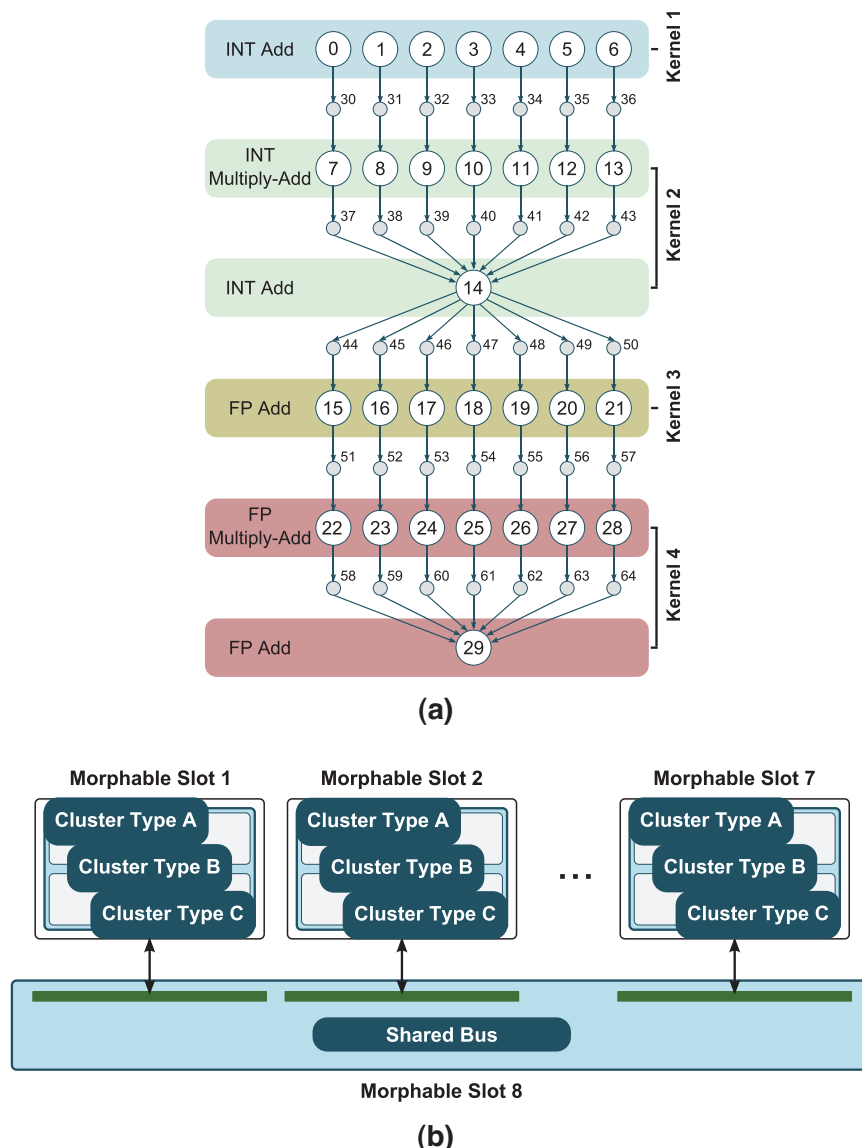 INT Add 0 1 2 3 4 5 6
Kernel 1
30 31 32 33 34 35 36
INT
Multiply-Add 7 8 9 10 11 12 13
Kernel 2
37 38 39 40 41 42 43
INT Add 14
44 45 46 47 48 49 50
FP Add 15 16 17 18 19 20 21
Kernel 3
51 52 53 54 55 56 57
FP
Multiply-Add 22 23 24 25 26 27 28
Kernel 4
58 59 60 61 62 63 64
FP Add 29
(a)
Morphable Slot 1 Morphable Slot 2 Morphable Slot 7
Cluster Type A Cluster Type A Cluster Type A
Cluster Type B Cluster Type B ... Cluster Type B
Cluster Type C Cluster Type C Cluster Type C
Shared Bus
Morphable Slot 8
(b)